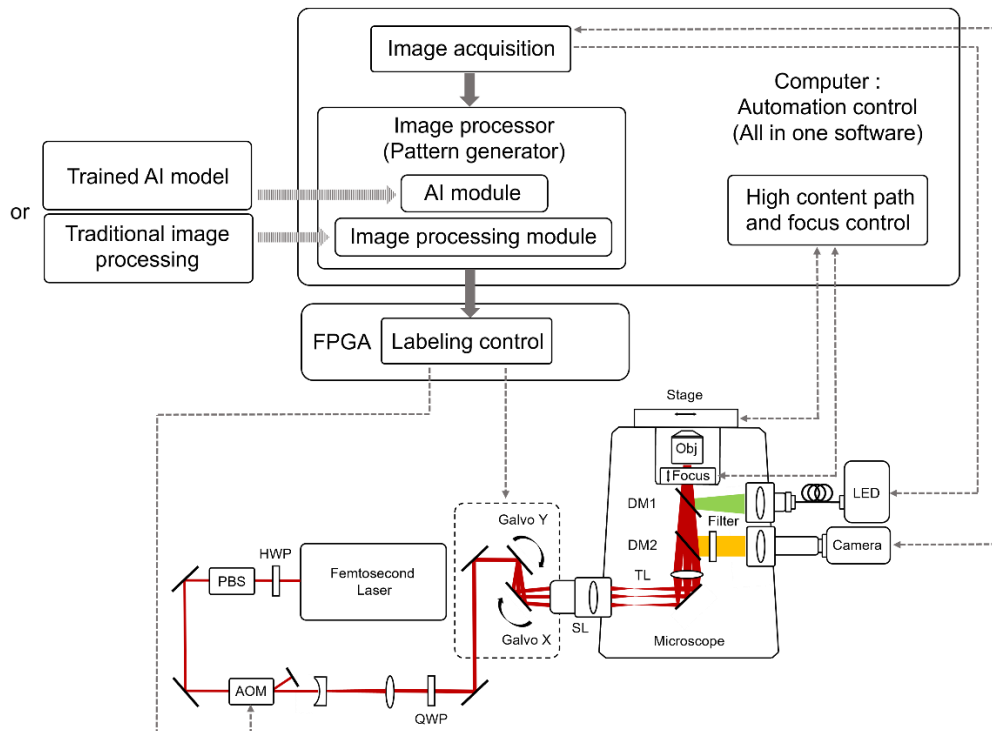 Image acquisition
Computer :
Automation control
(All in one software)
Image processor
(Pattern generator)
AI module
Image processing module
Trained AI model
or
Traditional image
processing
High content path
and focus control
FPGA
Labeling control
Stage
Obj
Focus
DM1
Filter
LED
DM2
Camera
TL
Microscope
Galvo Y
Galvo X
SL
HWP
PBS
Femtosecond
Laser
AOM
QWP